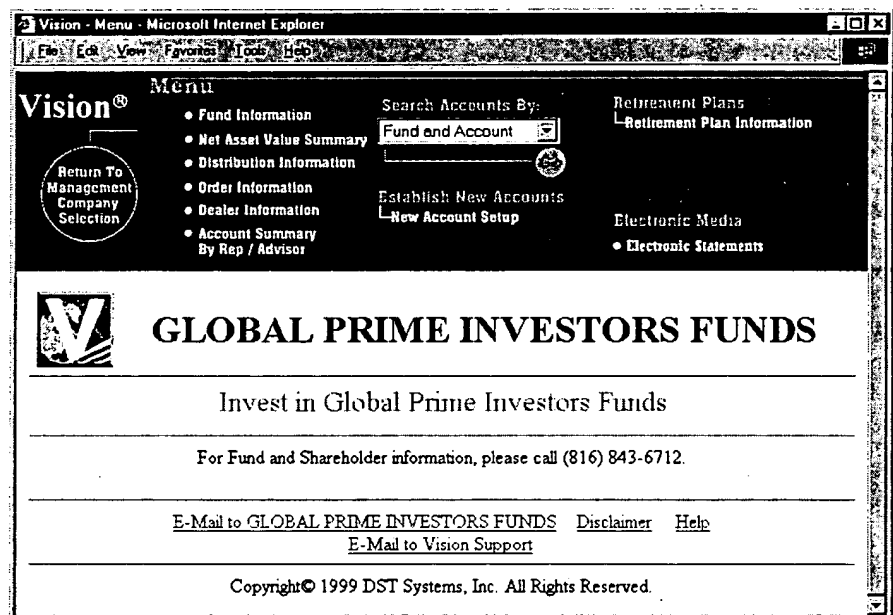 Vision - Menu - Microsoft Internet Explorer
File Edit View Favorites Tools Help
Vision®
Return To
Management
Company
Selection
Menu
• Fund Information
• Net Asset Value Summary
• Distribution Information
• Order Information
• Dealer Information
• Account Summary
By Rep / Advisor
Search Accounts By:
Fund and Account
Establish New Accounts
New Account Setup
Retirement Plans
Retirement Plan Information
Electronic Media
• Electronic Statements
GLOBAL PRIME INVESTORS FUNDS
Invest in Global Prime Investors Funds
For Fund and Shareholder information, please call (816) 843-6712.
E-Mail to GLOBAL PRIME INVESTORS FUNDS Disclaimer Help
E-Mail to Vision Support
Copyright© 1999 DST Systems, Inc. All Rights Reserved.